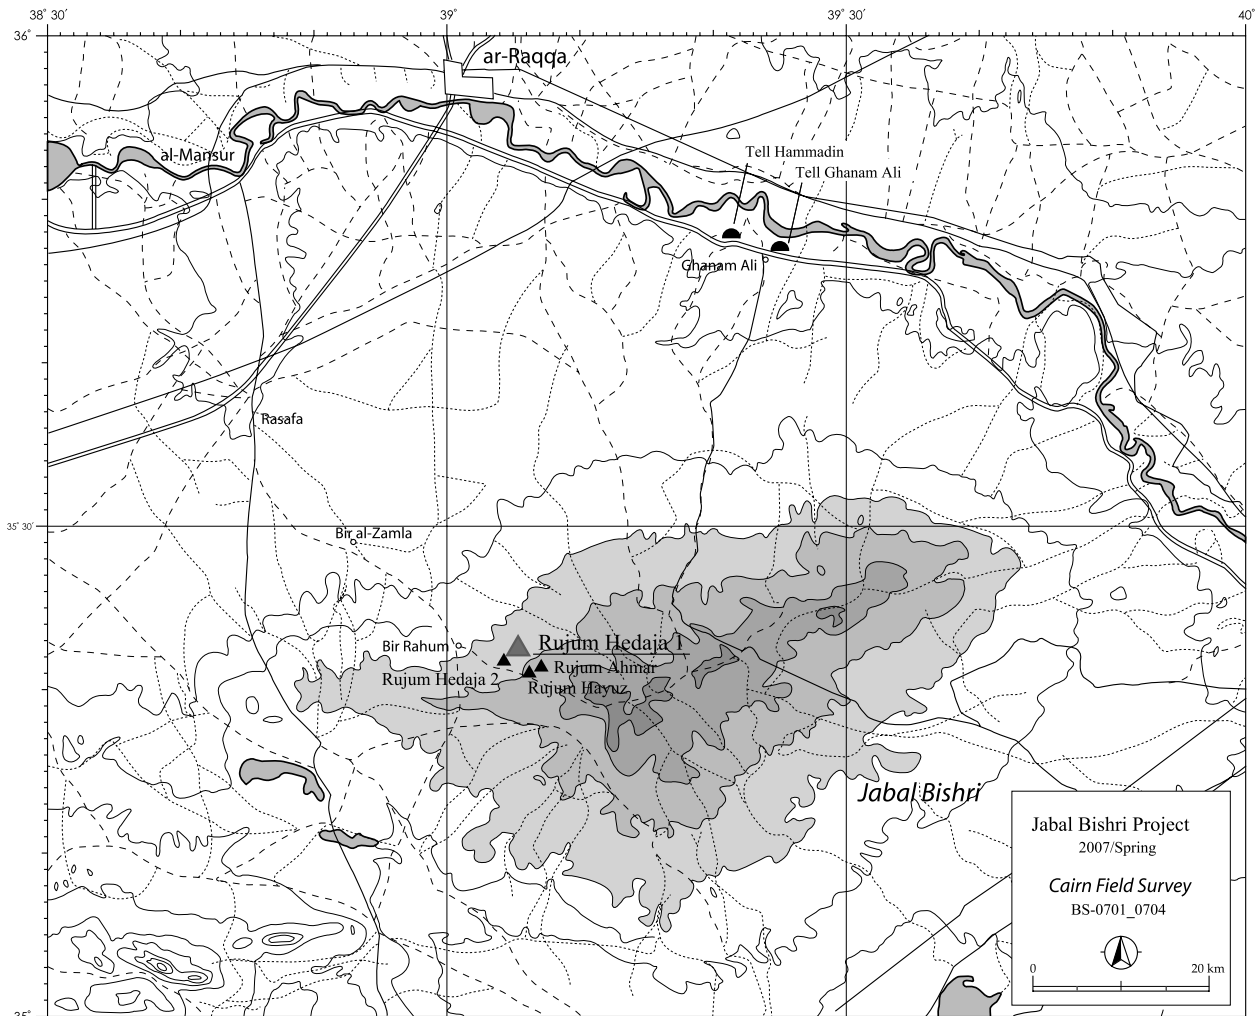 38° 30'
39°
39° 30'
40°
36°
ar-Raqqa
al-Mansur
Tell Hammadin
Tell Ghanam Ali
Ghanam Ali
Rasafa
35° 30'
Bir al-Zamla
Bir Rahum
Rujum Hedaja 1
Rujum Ahmar
Rujum Hedaja 2
Rujum Hayuz
Jabal Bishri
Jabal Bishri Project
2007/Spring
Cairn Field Survey
BS-0701_0704
0
20 km
35°